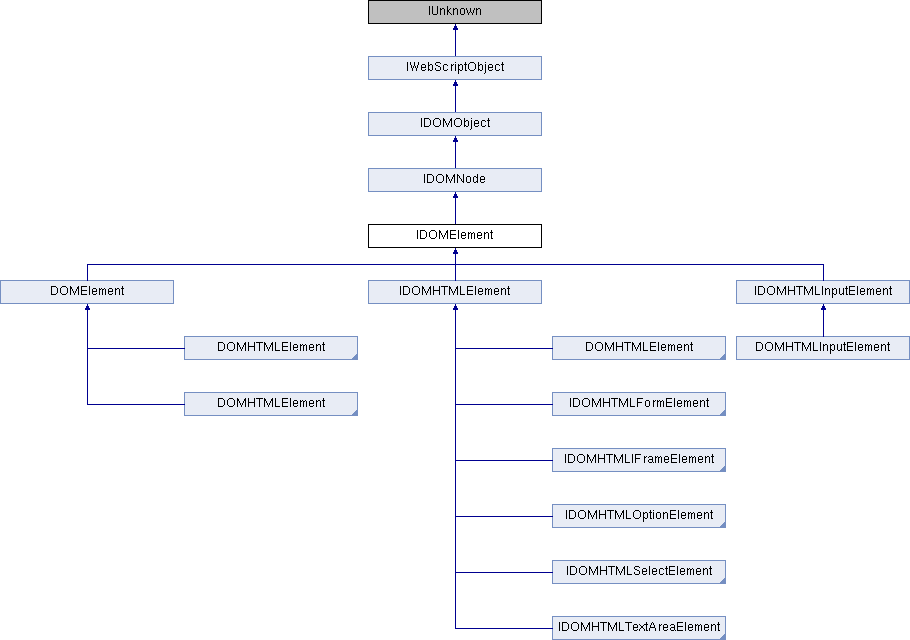 IUnknown
IWebScriptObject
IDOMObject
IDOMNode
IDOMElement
DOMElement
IDOMHTMLElement
IDOMHTMLInputElement
DOMHTMLElement
DOMHTMLElement
DOMHTMLInputElement
DOMHTMLElement
IDOMHTMLFormElement
IDOMHTMLIFrameElement
IDOMHTMLOptionElement
IDOMHTMLSelectElement
IDOMHTMLTextAreaElement